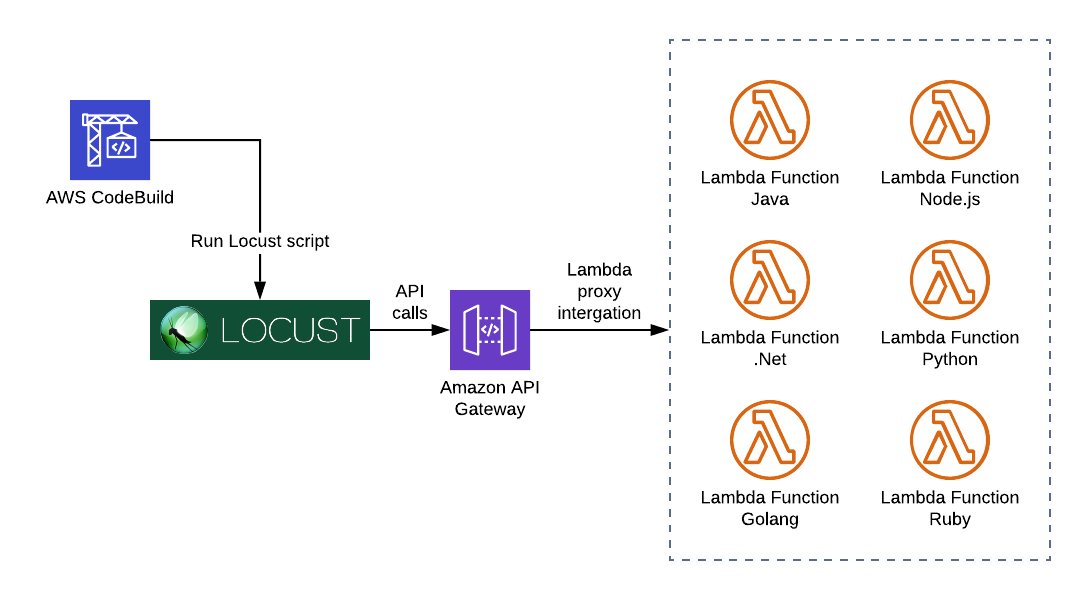 AWS CodeBuild
Run Locust script
LOCUST
API
calls
Amazon API
Gateway
Lambda
proxy
intergation
Lambda Function
Java
Lambda Function
Node.js
Lambda Function
.Net
Lambda Function
Python
Lambda Function
Golang
Lambda Function
Ruby